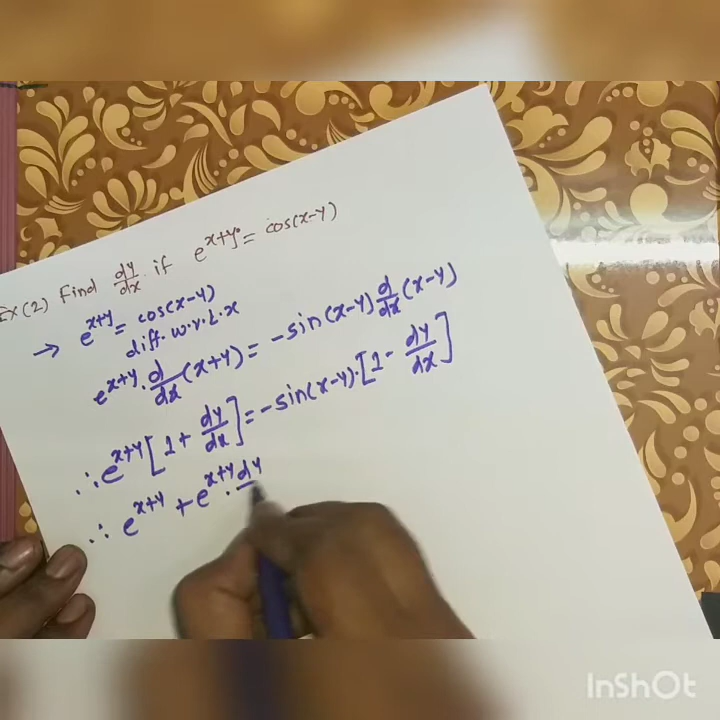 Ex(2) Find dy/dx if e^(x+y) = cos(x-y)
→ e^(x+y) = cos(x-y)
diff. w.r.t. x
e^(x+y) · d/dx (x+y) = -sin(x-y) d/dx (x-y)
∴ e^(x+y) [1 + dy/dx] = -sin(x-y)·[1 - dy/dx]
∴ e^(x+y) + e^(x+y) · dy
InShOt